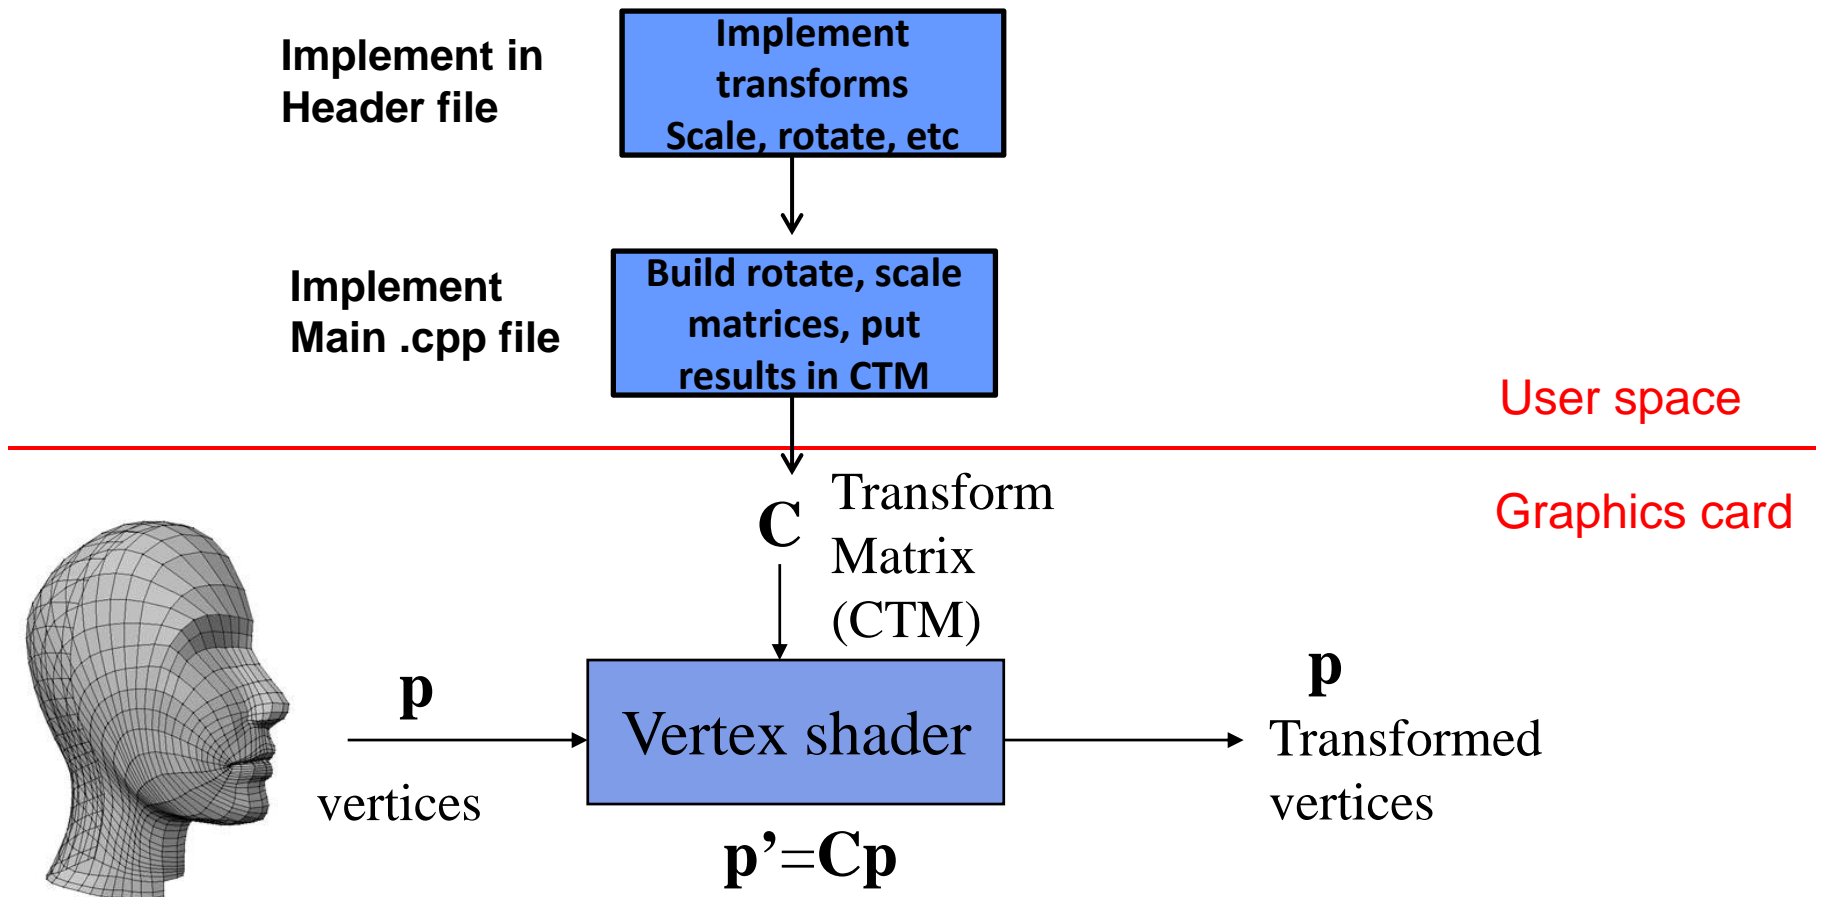 Implement in
Header file
Implement
transforms
Scale, rotate, etc
Implement
Main .cpp file
Build rotate, scale
matrices, put
results in CTM
User space
Graphics card
C
Transform
Matrix
(CTM)
p
vertices
Vertex shader
p’=Cp
p
Transformed
vertices